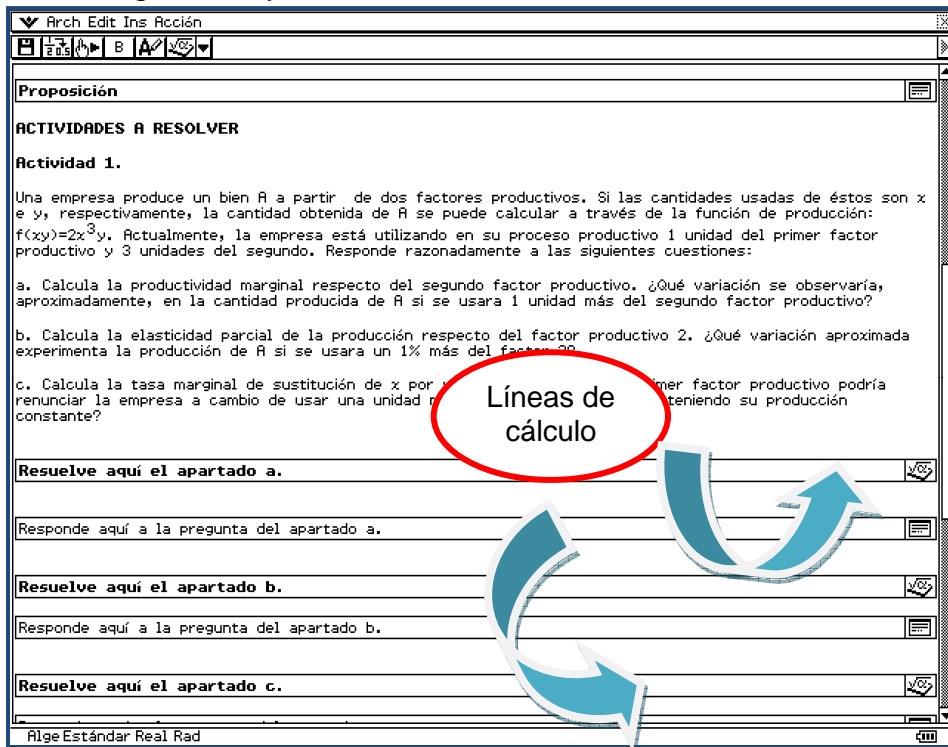 Arch Edit Ins Acción
B
Proposición
ACTIVIDADES A RESOLVER
Actividad 1.
Una empresa produce un bien A a partir de dos factores productivos. Si las cantidades usadas de éstos son x
e y, respectivamente, la cantidad obtenida de A se puede calcular a través de la función de producción:
f(xy)=2x³y. Actualmente, la empresa está utilizando en su proceso productivo 1 unidad del primer factor
productivo y 3 unidades del segundo. Responde razonadamente a las siguientes cuestiones:
a. Calcula la productividad marginal respecto del segundo factor productivo. ¿Qué variación se observaría,
aproximadamente, en la cantidad producida de A si se usara 1 unidad más del segundo factor productivo?
b. Calcula la elasticidad parcial de la producción respecto del factor productivo 2. ¿Qué variación aproximada
experimenta la producción de A si se usara un 1% más del factor 2?
c. Calcula la tasa marginal de sustitución de x por factor productivo podría
renunciar la empresa a cambio de usar una unidad su producción
constante?
Líneas de
cálculo
Resuelve aquí el apartado a.
Responde aquí a la pregunta del apartado a.
Resuelve aquí el apartado b.
Responde aquí a la pregunta del apartado b.
Resuelve aquí el apartado c.
Alge Estándar Real Rad